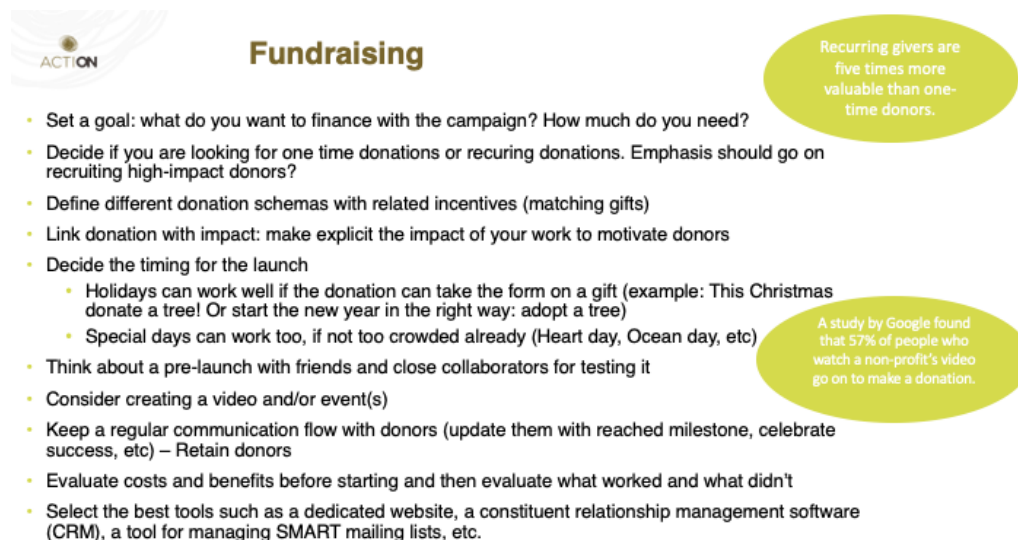 ACTION
Fundraising
Recurring givers are
five times more
valuable than one-
time donors.
• Set a goal: what do you want to finance with the campaign? How much do you need?
• Decide if you are looking for one time donations or recuring donations. Emphasis should go on
recruiting high-impact donors?
• Define different donation schemas with related incentives (matching gifts)
• Link donation with impact: make explicit the impact of your work to motivate donors
• Decide the timing for the launch
• Holidays can work well if the donation can take the form on a gift (example: This Christmas
donate a tree! Or start the new year in the right way: adopt a tree)
• Special days can work too, if not too crowded already (Heart day, Ocean day, etc)
A study by Google found
that 57% of people who
watch a non-profit's video
go on to make a donation.
• Think about a pre-launch with friends and close collaborators for testing it
• Consider creating a video and/or event(s)
• Keep a regular communication flow with donors (update them with reached milestone, celebrate
success, etc) – Retain donors
• Evaluate costs and benefits before starting and then evaluate what worked and what didn't
• Select the best tools such as a dedicated website, a constituent relationship management software
(CRM), a tool for managing SMART mailing lists, etc.